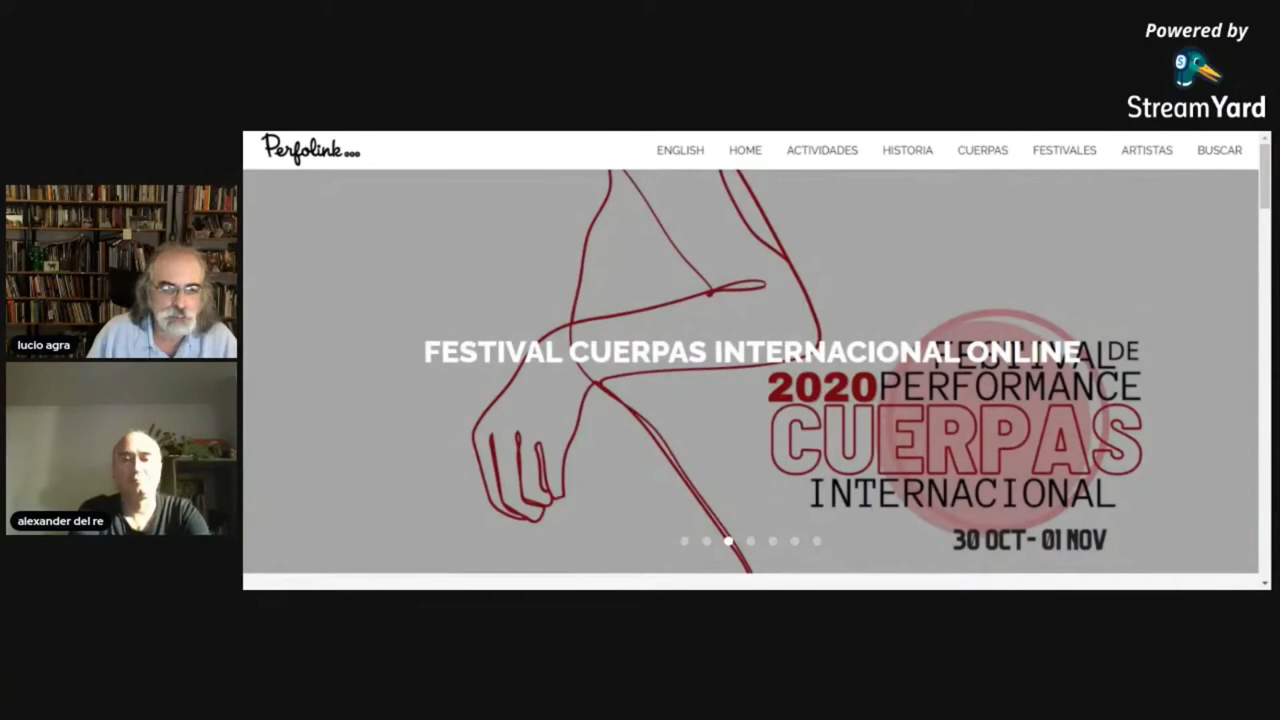 Powered by
StreamYard
Perfolink...
ENGLISH HOME ACTIVIDADES HISTORIA CUERPAS FESTIVALES ARTISTAS BUSCAR
FESTIVAL CUERPAS INTERNACIONAL ONLINE
FESTIVAL DE
2020 PERFORMANCE
CUERPAS
INTERNACIONAL
30 OCT- 01 NOV
lucio agra
alexander del re